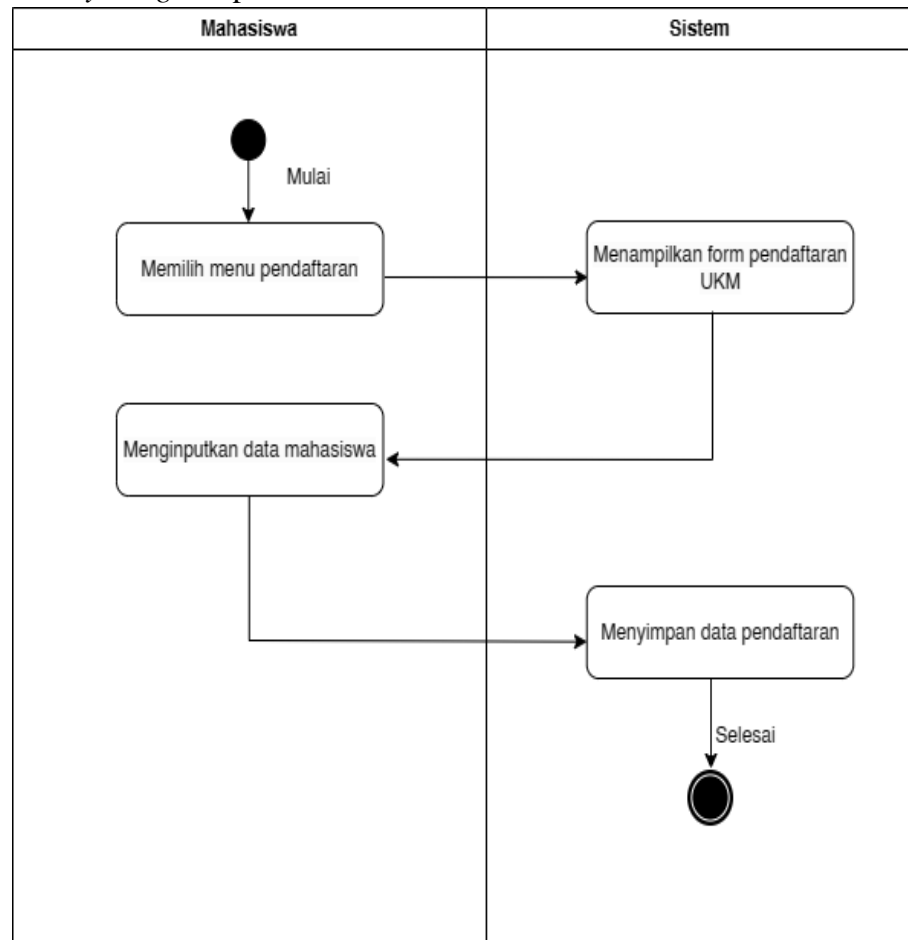 Mahasiswa
Sistem
Mulai
Memilih menu pendaftaran
Menampilkan form pendaftaran
UKM
Menginputkan data mahasiswa
Menyimpan data pendaftaran
Selesai